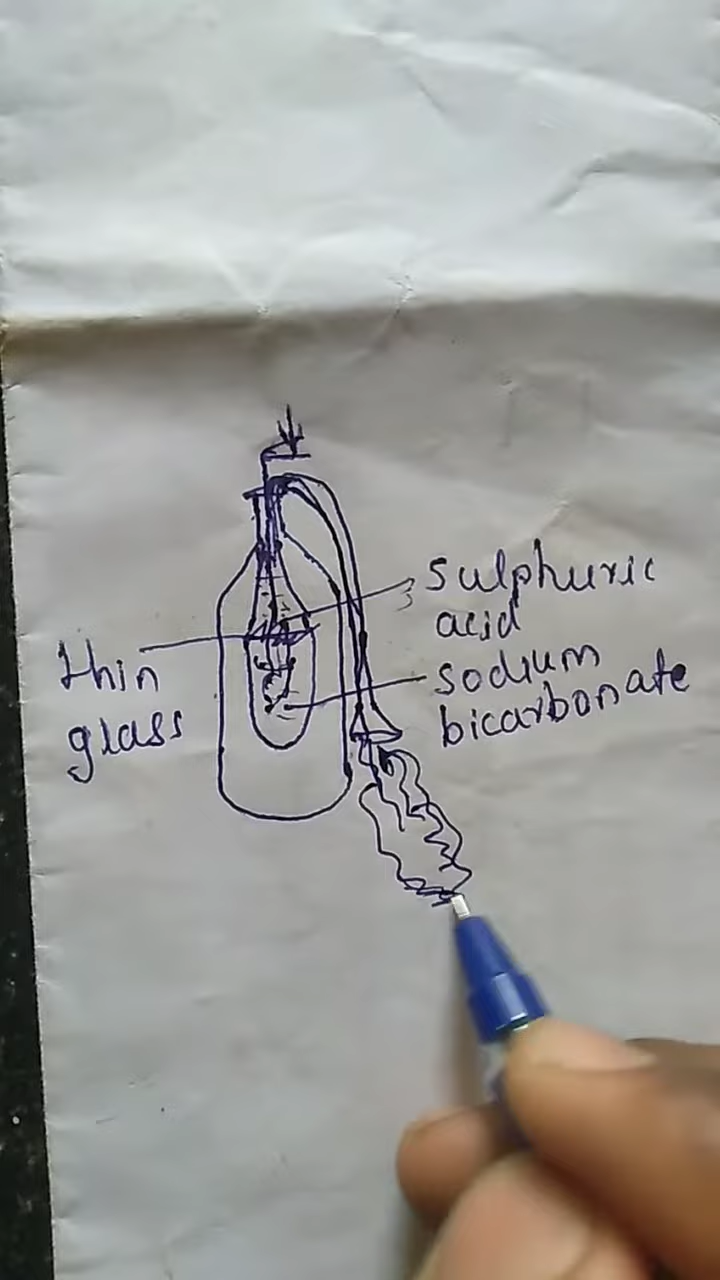 sulphuric
acid
thin
glass
sodium
bicarbonate